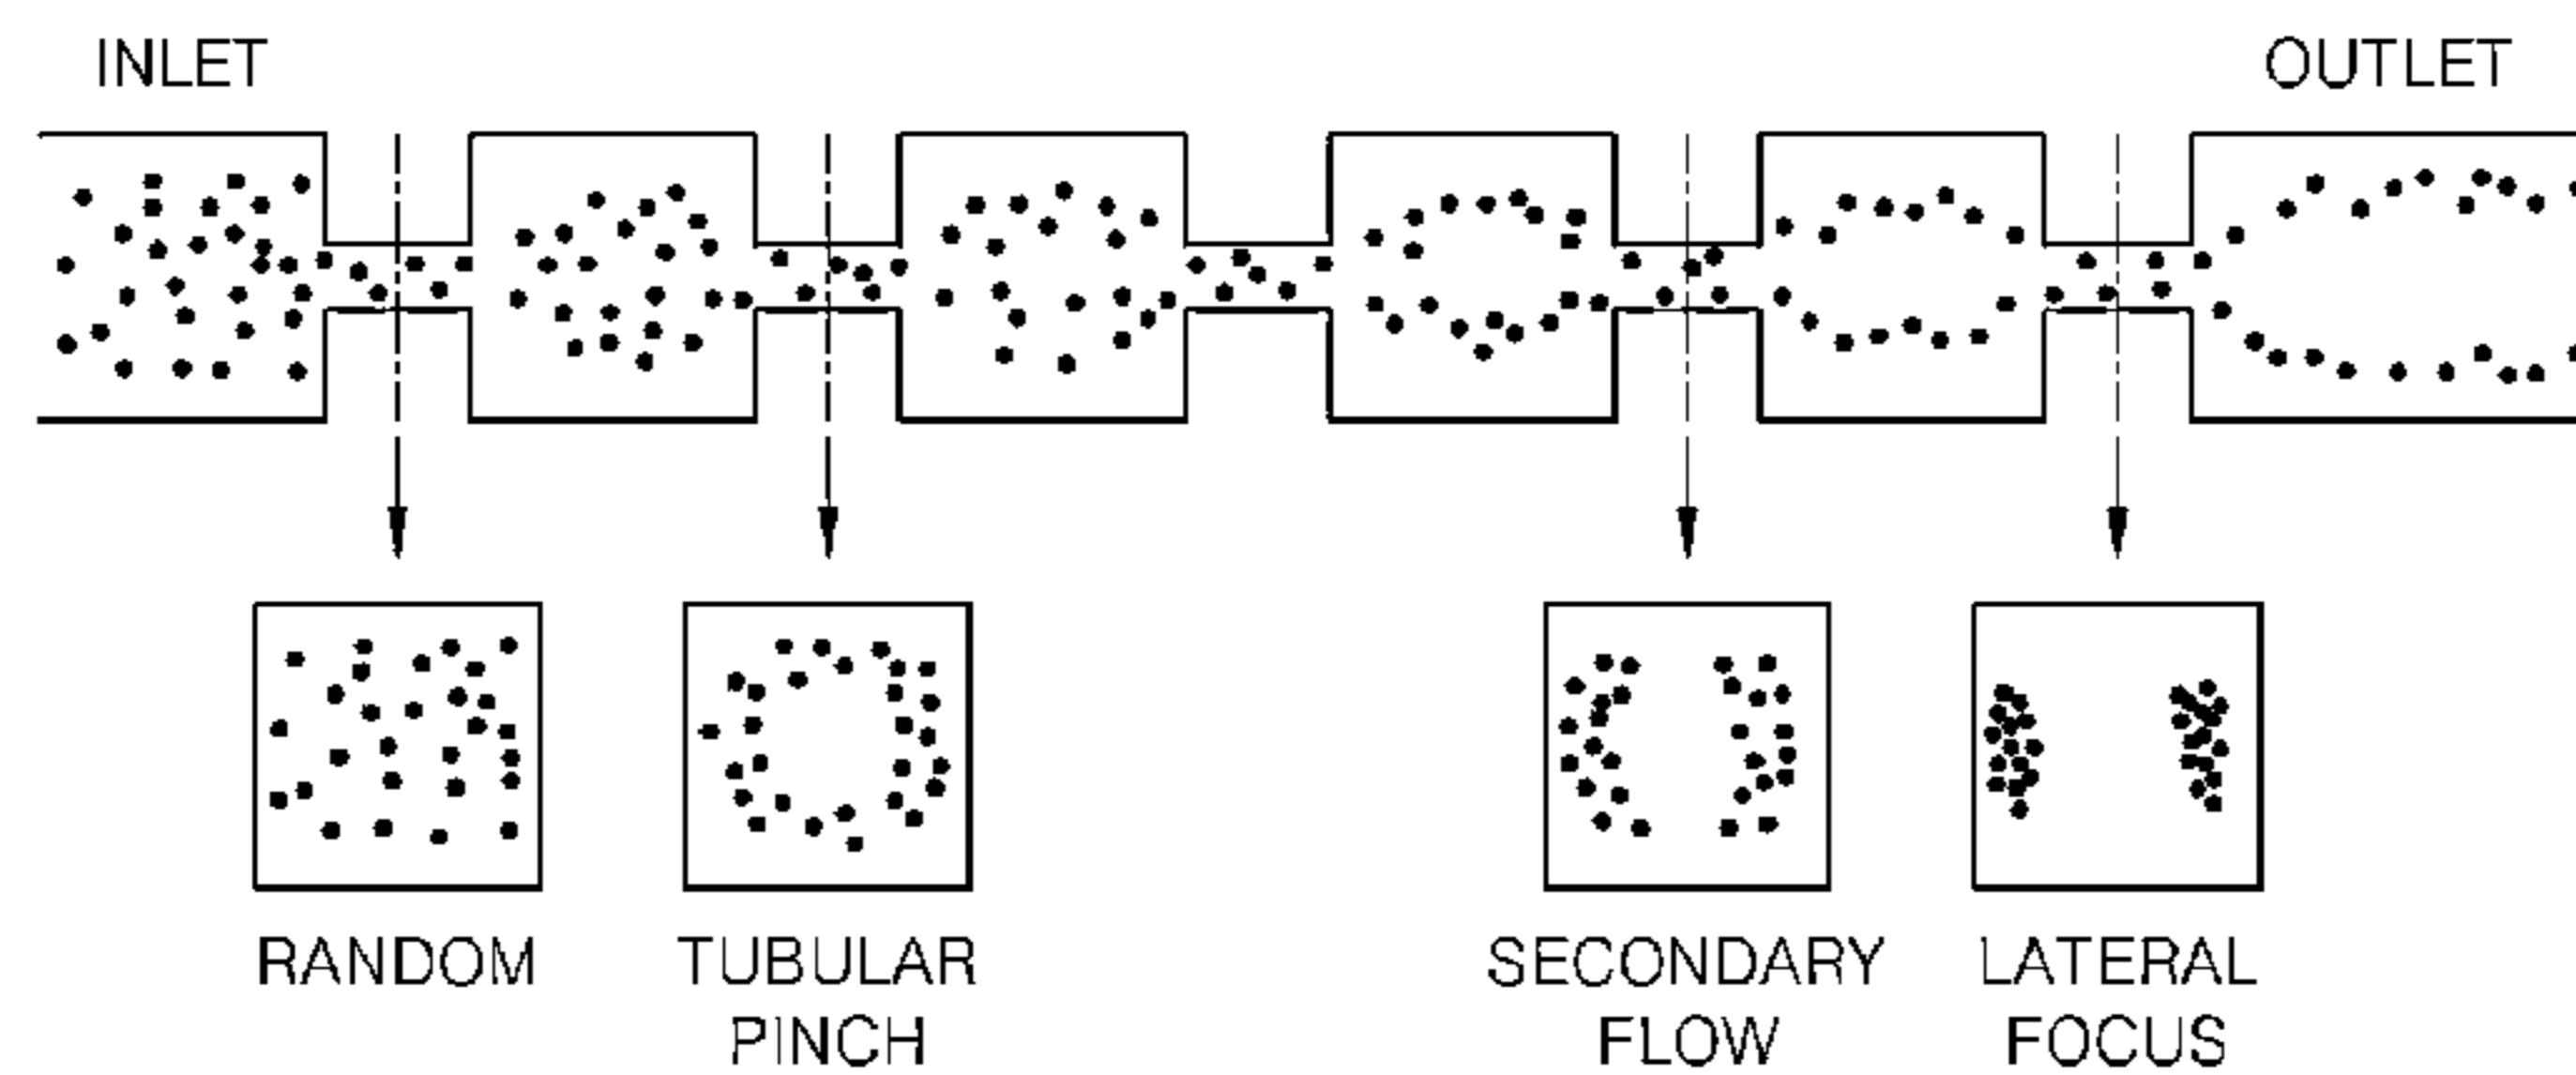 INLET
OUTLET
RANDOM
TUBULAR
PINCH
SECONDARY
FLOW
LATERAL
FOCUS